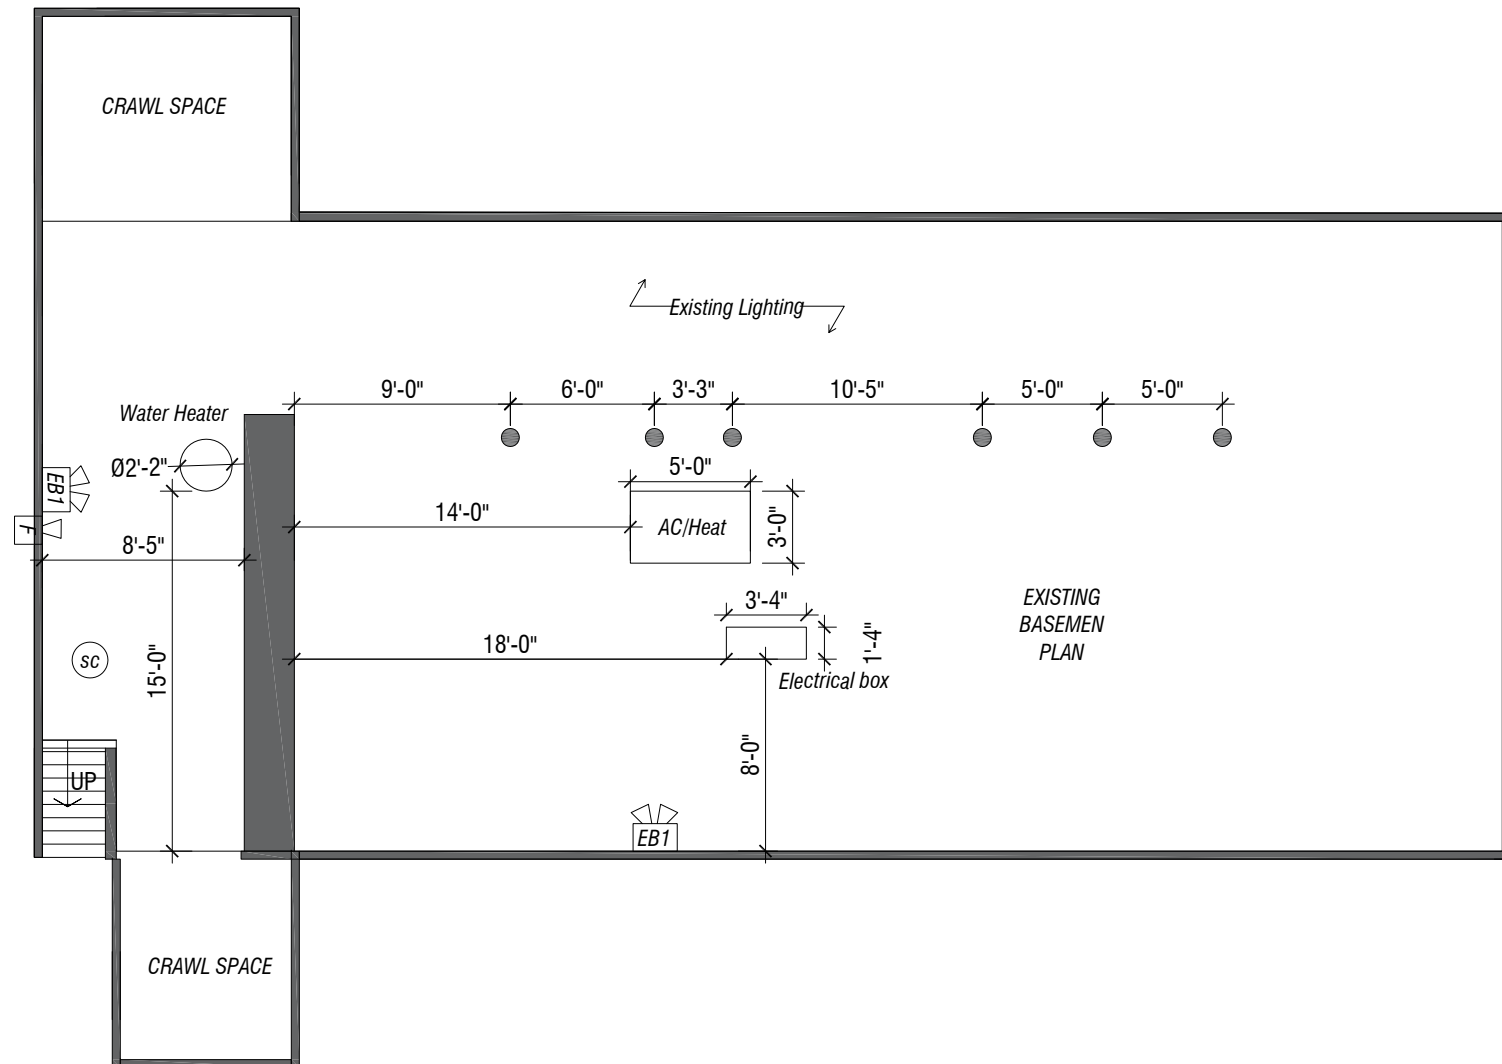 CRAWL SPACE
Existing Lighting
9'-0"
6'-0"
3'-3"
10'-5"
5'-0"
5'-0"
Water Heater
Ø2'-2"
5'-0"
EB1
14'-0"
AC/Heat
3'-0"
F
8'-5"
EXISTING
BASEMEN
PLAN
3'-4"
18'-0"
1'-4"
sc
15'-0"
Electrical box
UP
8'-0"
EB1
CRAWL SPACE